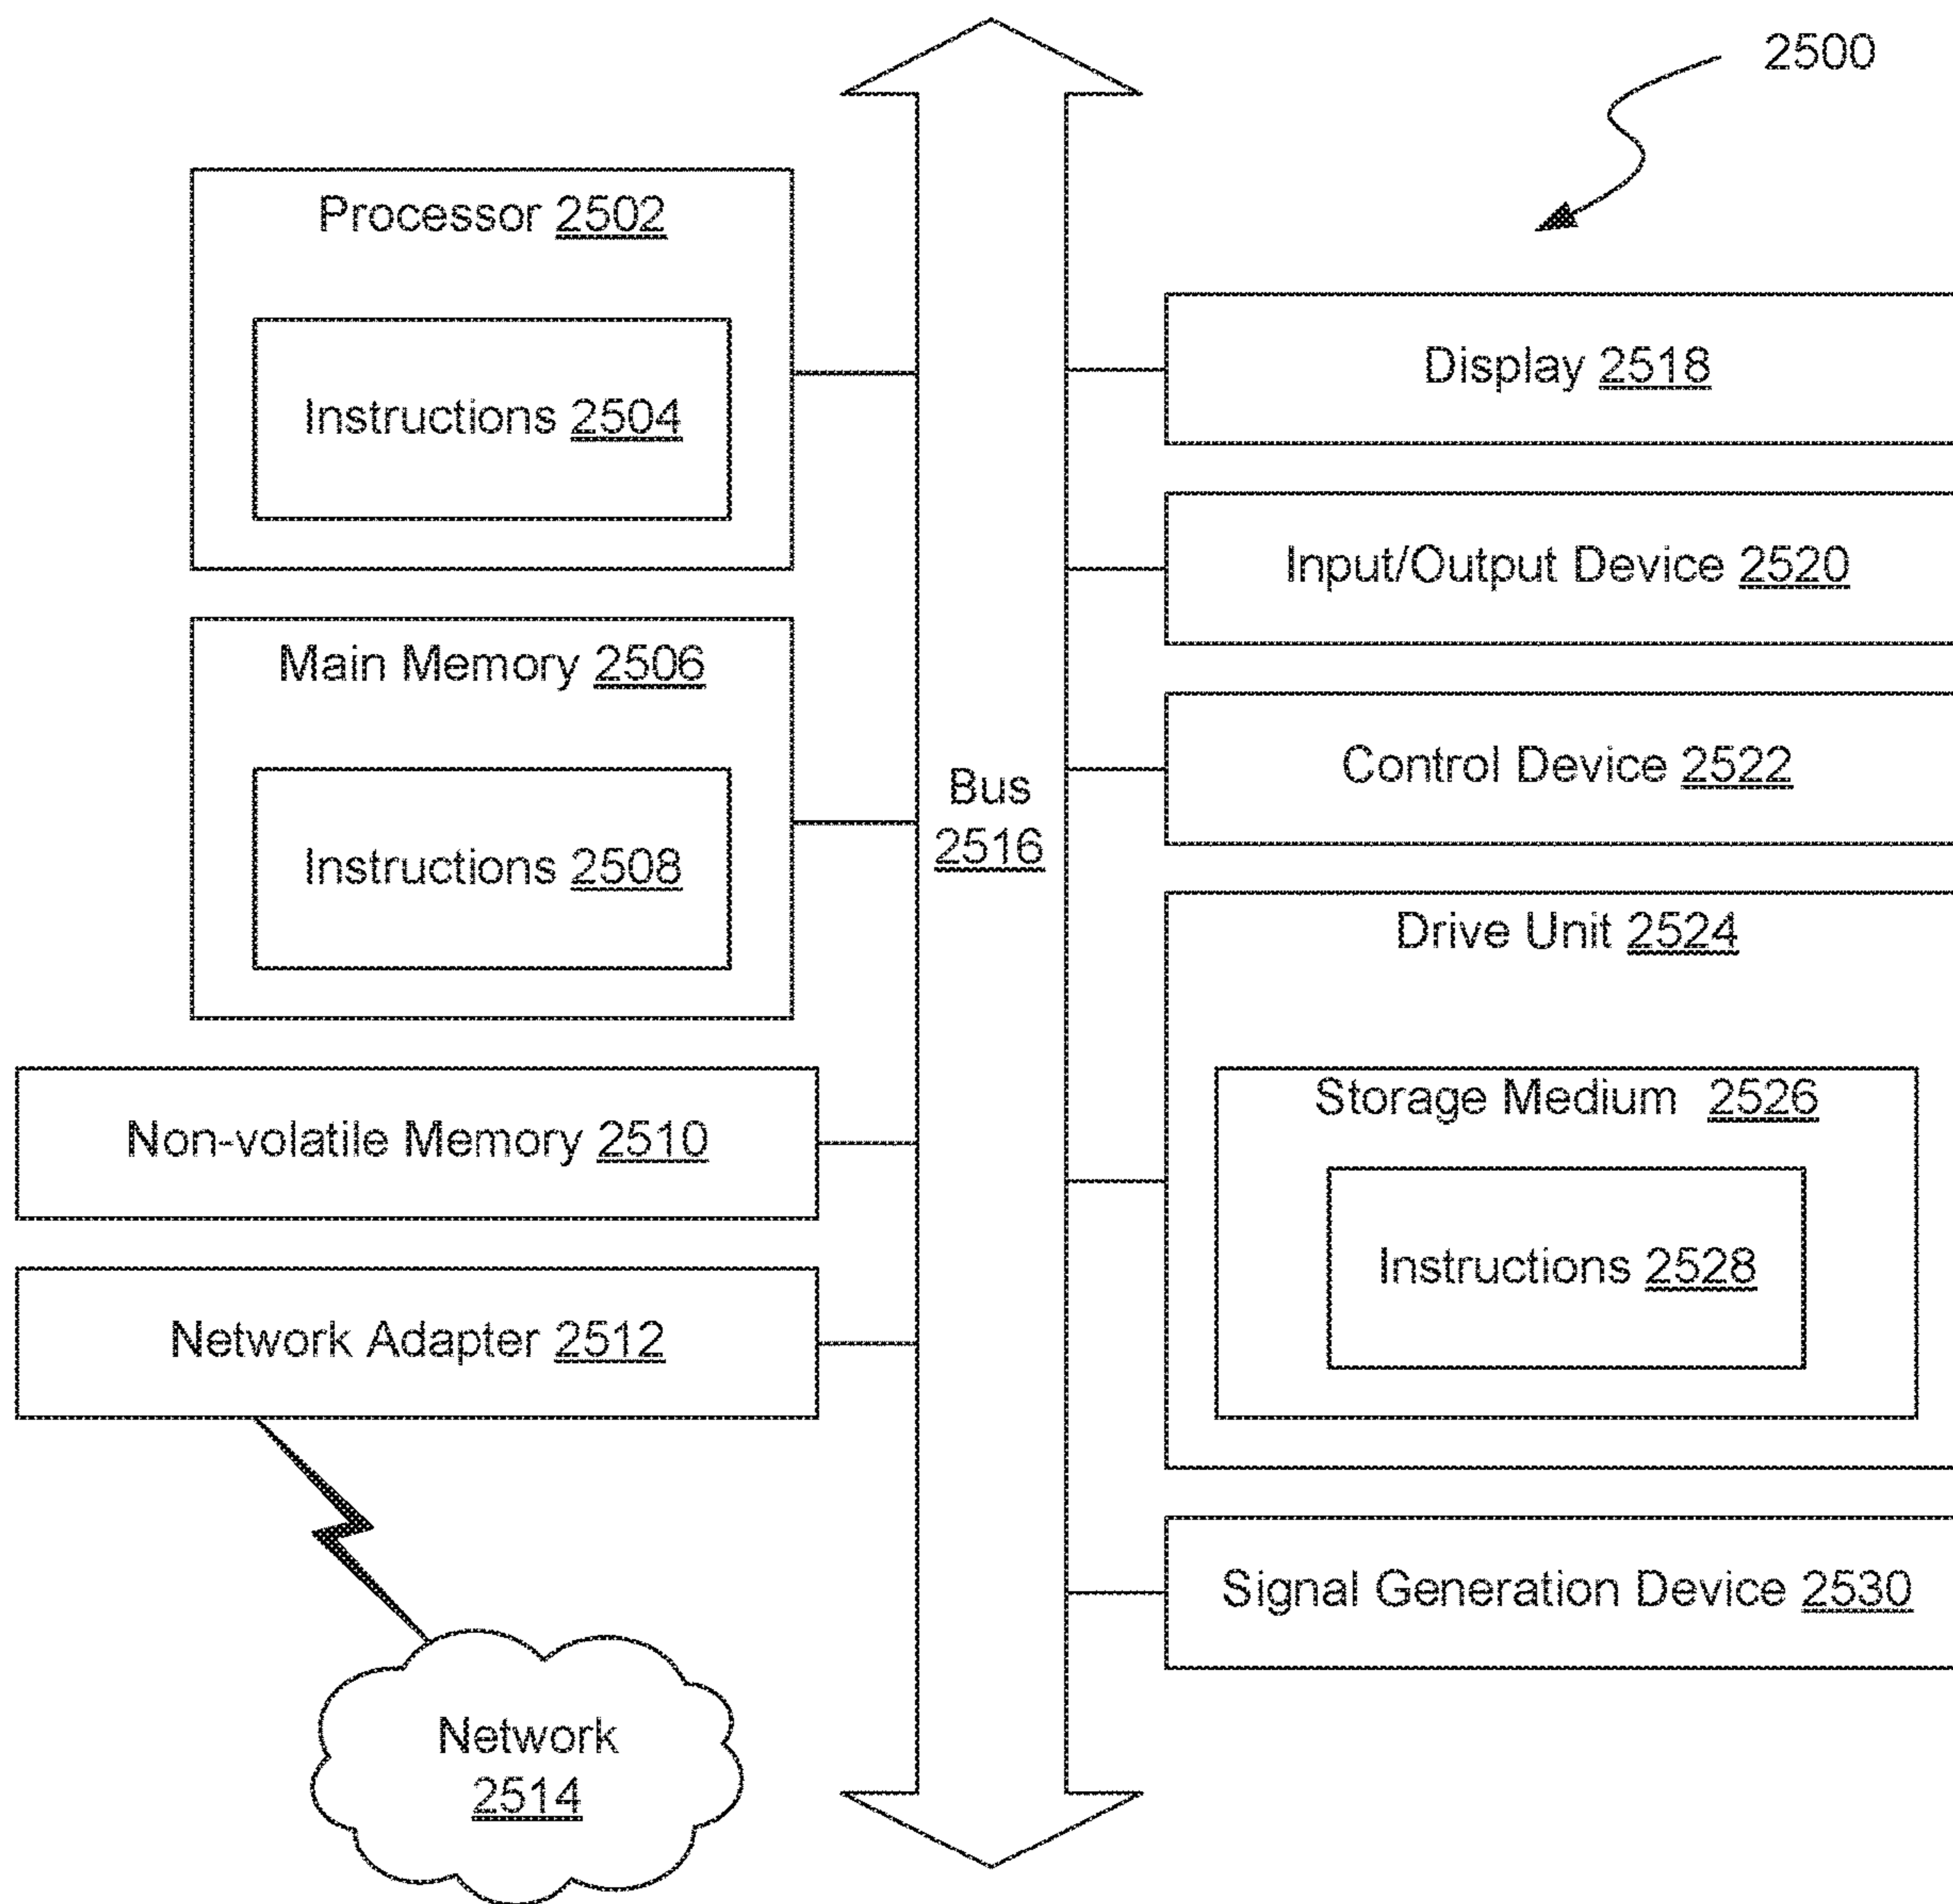 2500
Processor 2502
Instructions 2504
Main Memory 2506
Instructions 2508
Non-volatile Memory 2510
Network Adapter 2512
Network
2514
Bus
2516
Display 2518
Input/Output Device 2520
Control Device 2522
Drive Unit 2524
Storage Medium 2526
Instructions 2528
Signal Generation Device 2530